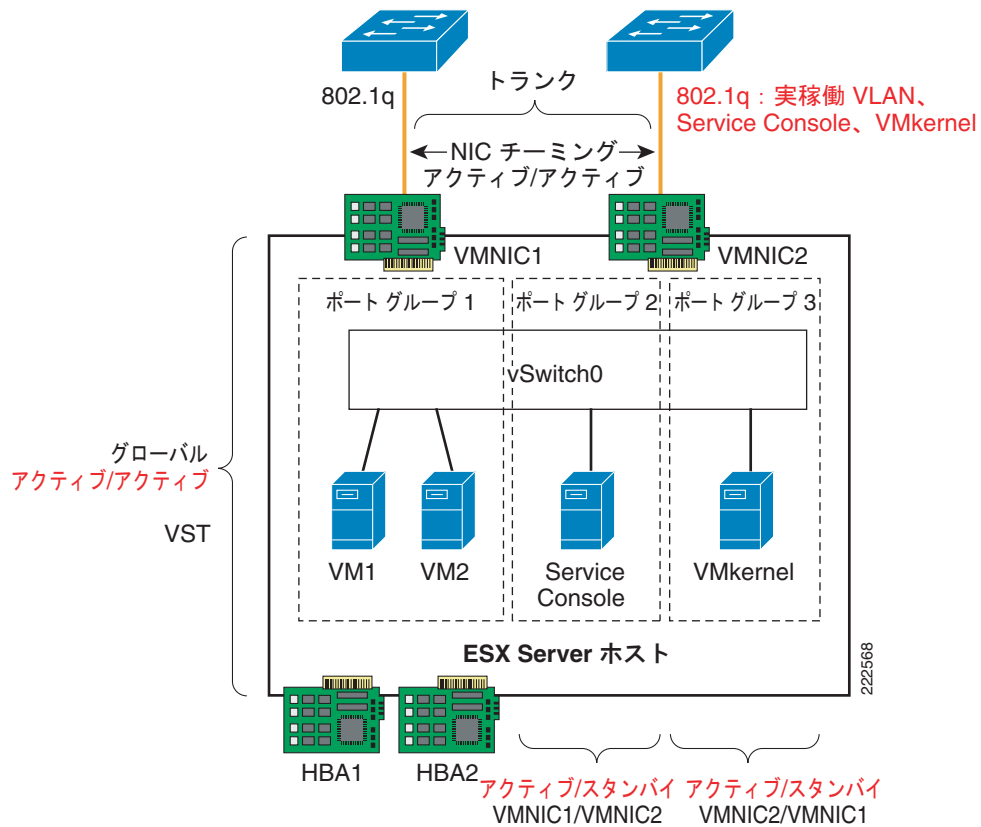 トランク
802.1q
802.1q：実稼働 VLAN、
Service Console、VMkernel
NIC チーミング
アクティブ/アクティブ
VMNIC1
VMNIC2
ポート グループ 1
ポート グループ 2
ポート グループ 3
vSwitch0
グローバル
アクティブ/アクティブ
VST
VM1
VM2
Service
Console
VMkernel
ESX Server ホスト
222568
HBA1
HBA2
アクティブ/スタンバイ
VMNIC1/VMNIC2
アクティブ/スタンバイ
VMNIC2/VMNIC1